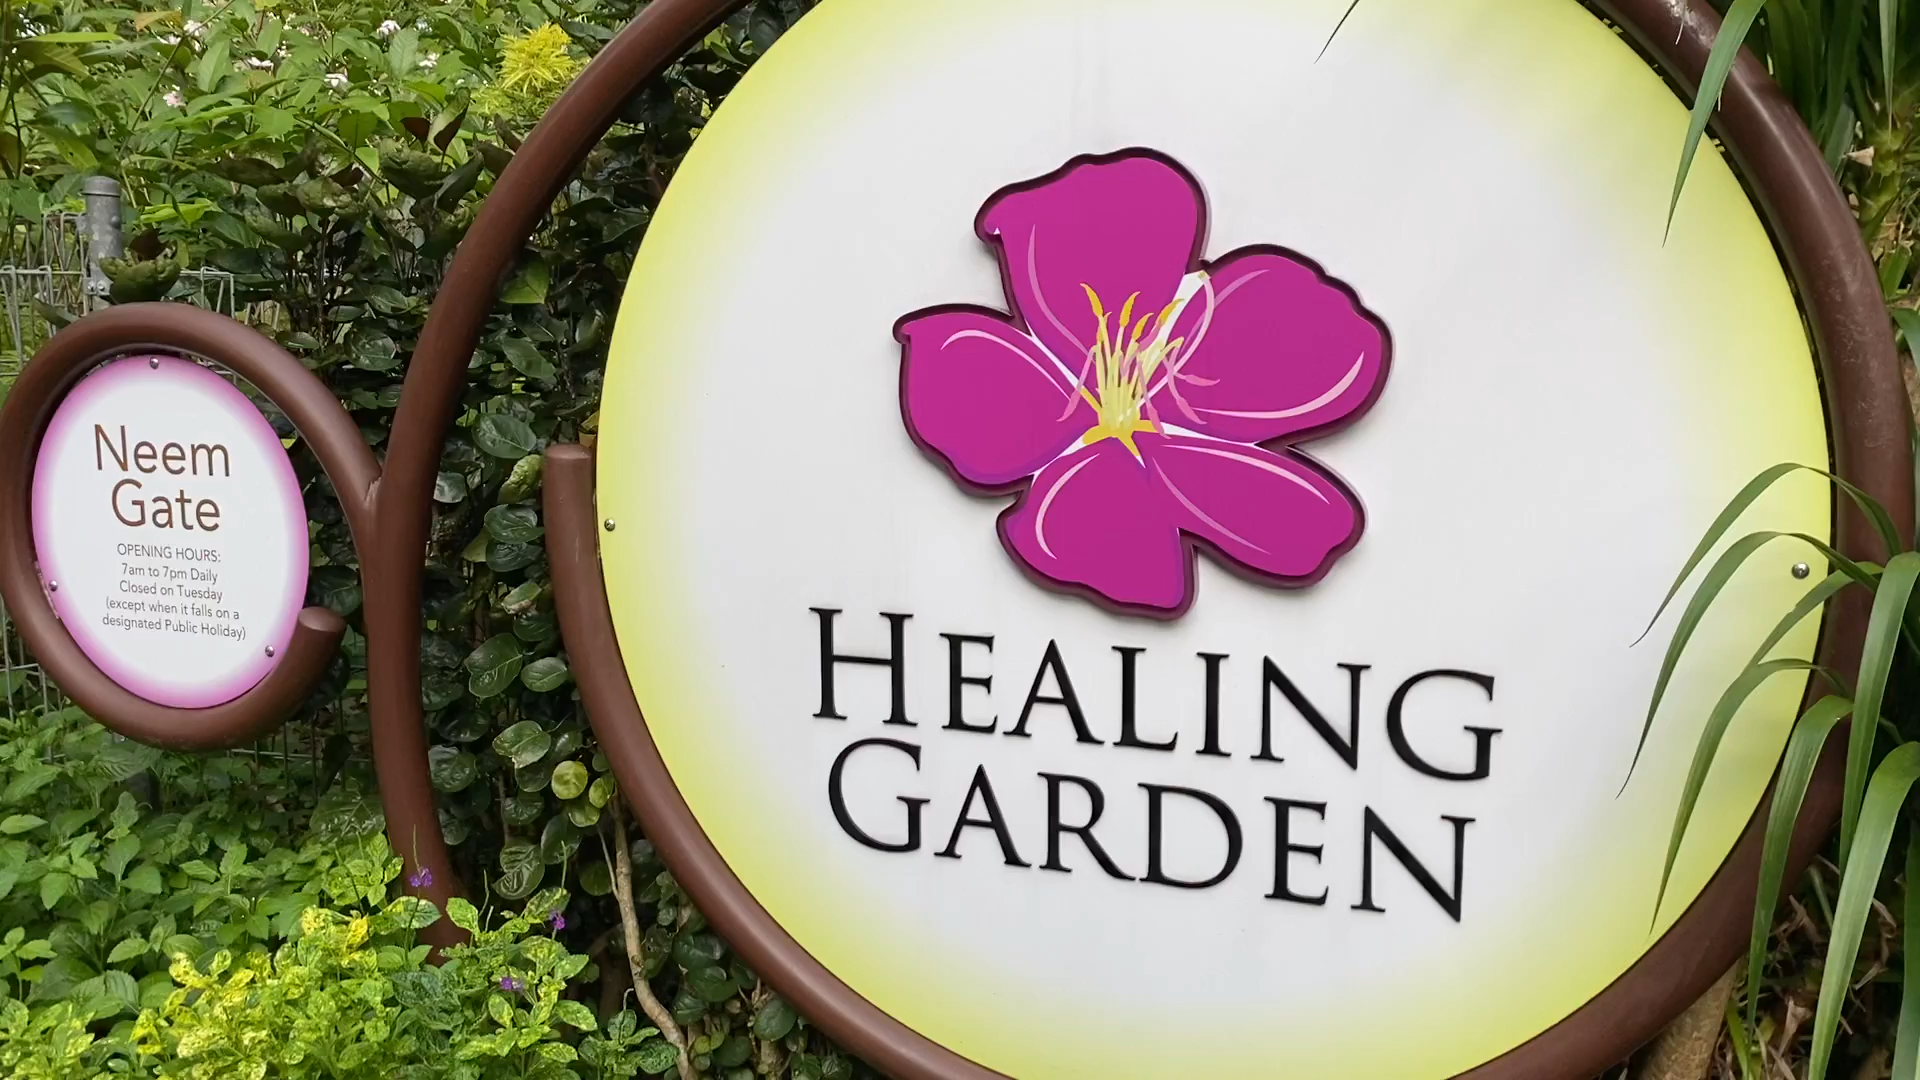 Neem
Gate
OPENING HOURS:
7am to 7pm Daily
Closed on Tuesday
(except when it falls on a
designated Public Holiday)
HEALING
GARDEN